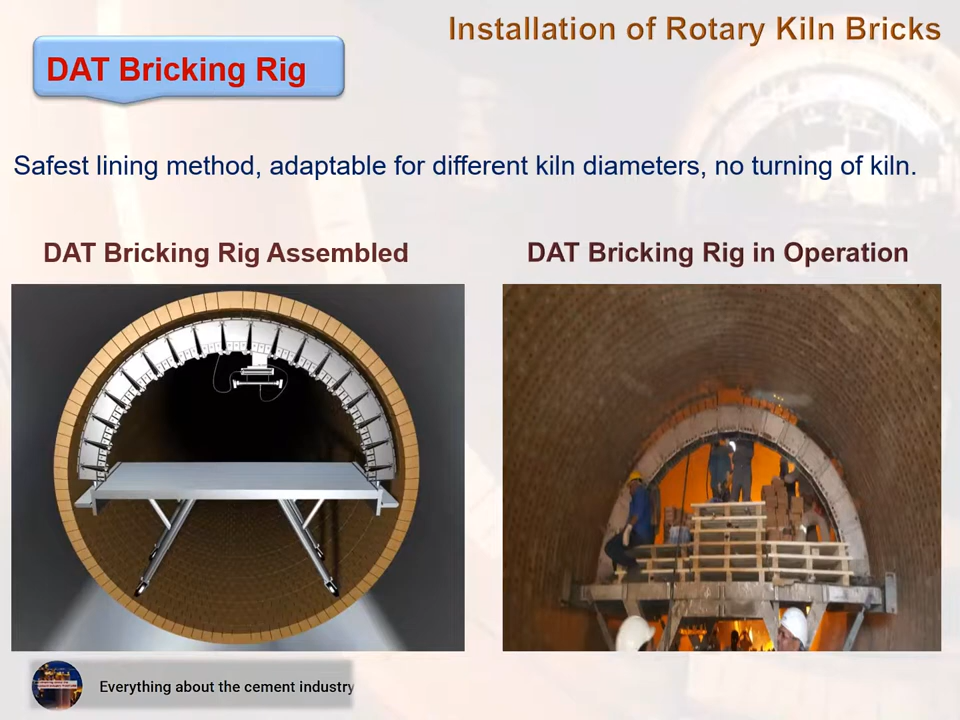 Installation of Rotary Kiln Bricks
DAT Bricking Rig
Safest lining method, adaptable for different kiln diameters, no turning of kiln.
DAT Bricking Rig Assembled
DAT Bricking Rig in Operation
Everything about the cement industry